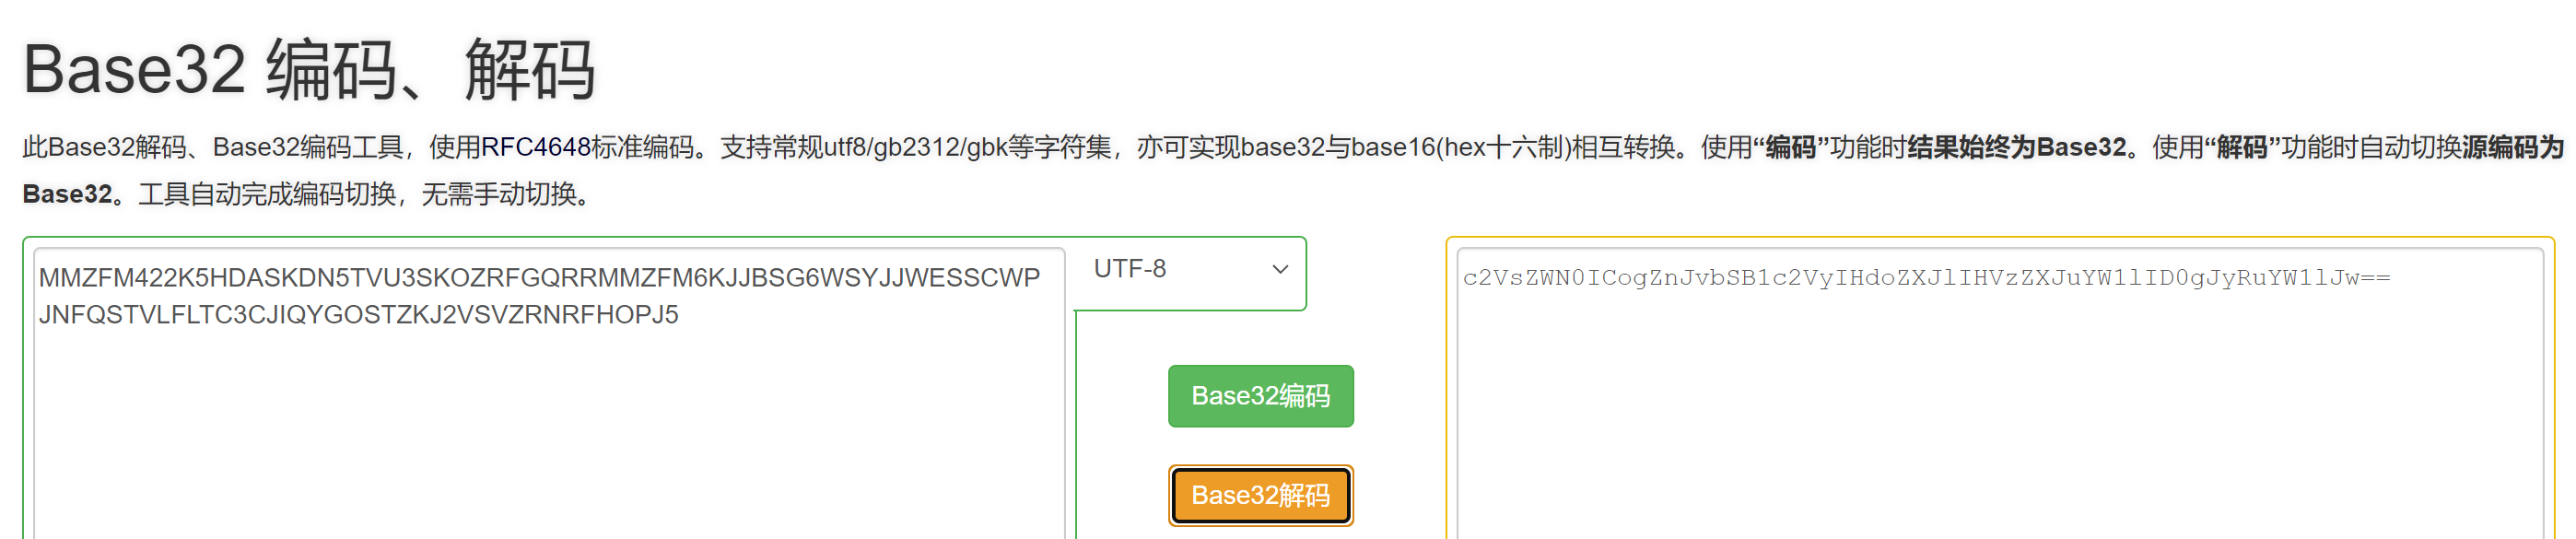 Base32 编码、解码
此Base32解码、Base32编码工具，使用RFC4648标准编码。支持常规utf8/gb2312/gbk等字符集，亦可实现base32与base16(hex十六制)相互转换。使用“编码”功能时结果始终为Base32。使用“解码”功能时自动切换源编码为
Base32。工具自动完成编码切换，无需手动切换。
MMZFM422K5HDASKDN5TVU3SKOZRFGQRRMMZFM6KJJBSG6WSYJJWESSCWP
JNFQSTVLFLTC3CJIQYGOSTZKJ2VSVZRNRFHOPJ5
UTF-8
Base32编码
Base32解码
c2VsZWN0ICogZnJvbSB1c2VyIHdoZXJlIHVzZXJuYW1lID0gJyRuYW1lJw==